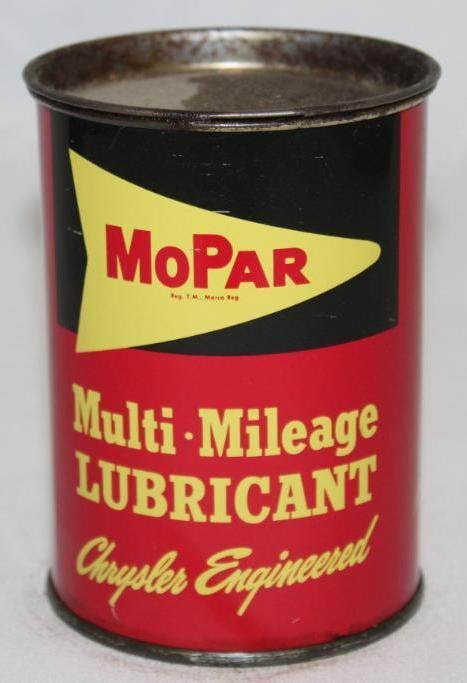 MOPAR
Reg. T.M., Marca Reg
Multi·Mileage
LUBRICANT
Chrysler Engineered